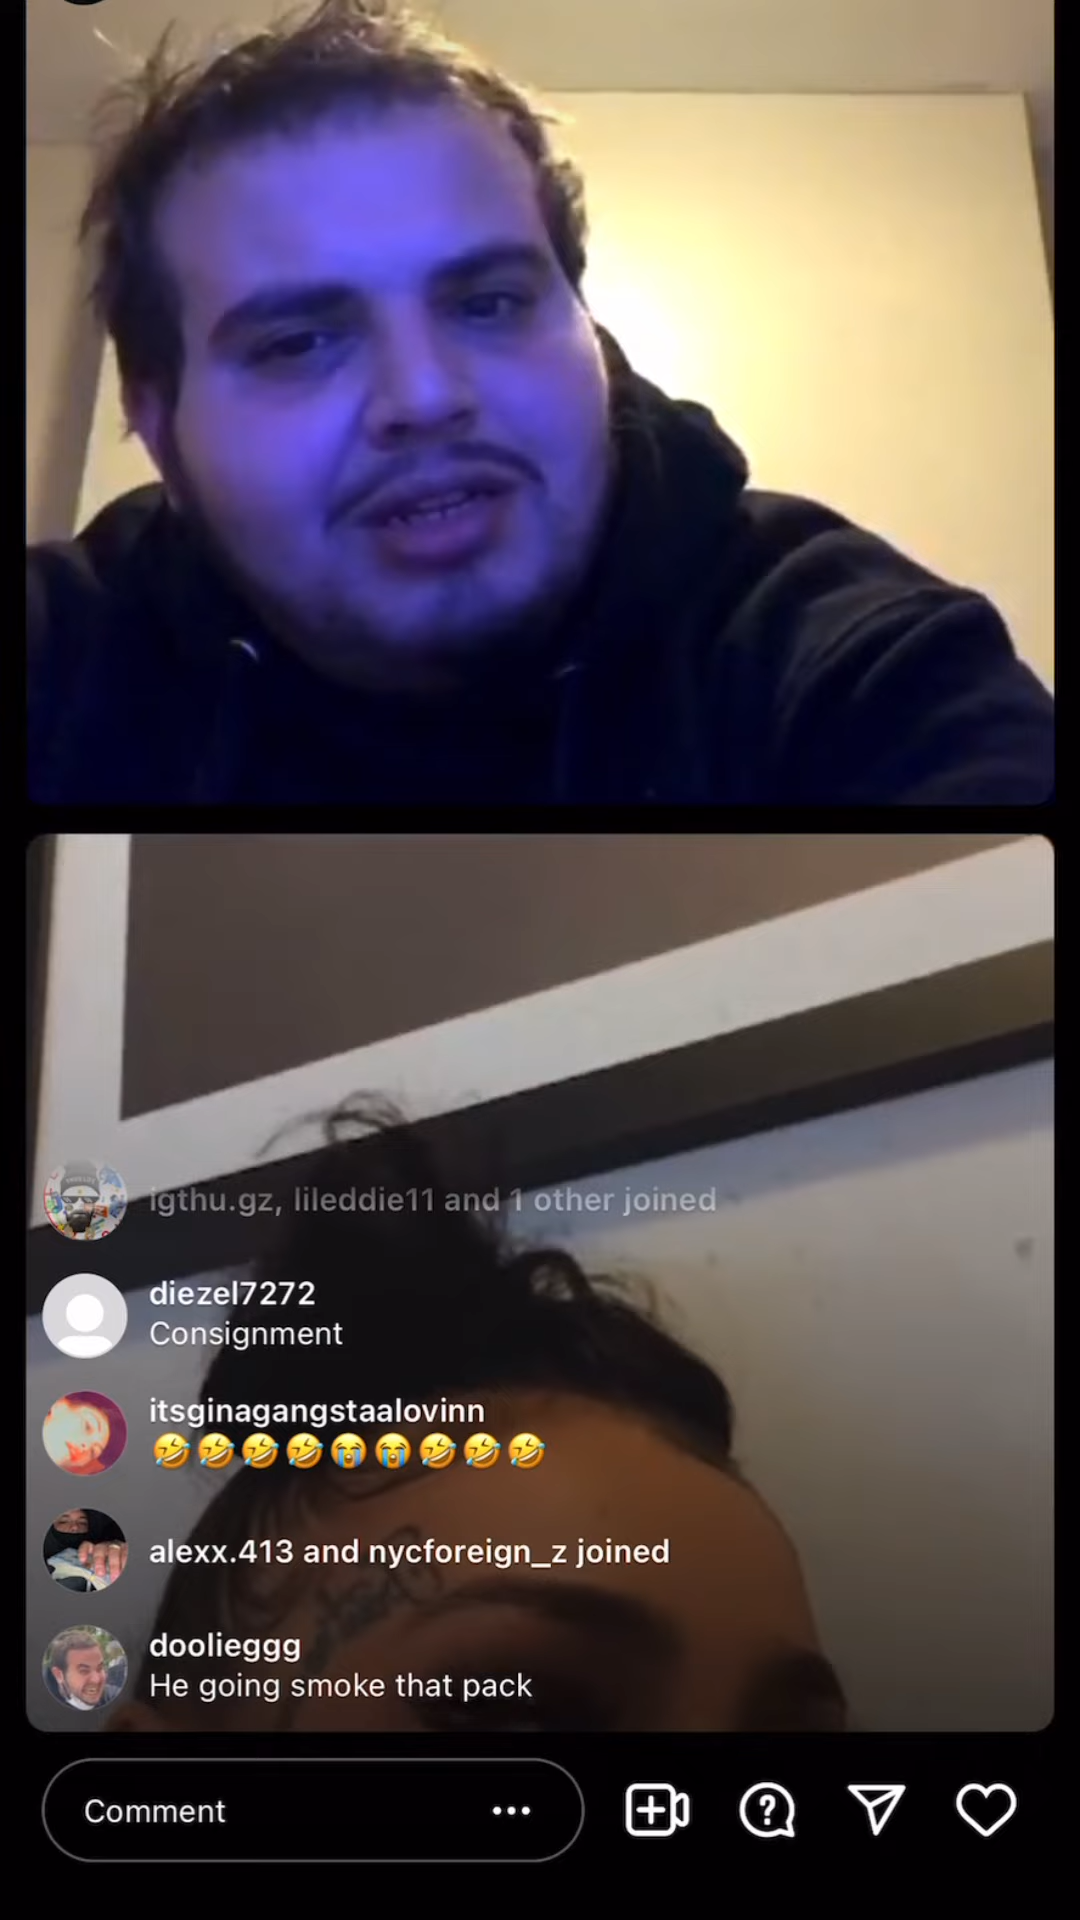 igthu.gz, lileddie11 and 1 other joined
diezel7272
Consignment
itsginagangstaalovinn
🤣🤣🤣🤣😭😭🤣🤣🤣
alexx.413 and nycforeign_z joined
doolieggg
He going smoke that pack
Comment